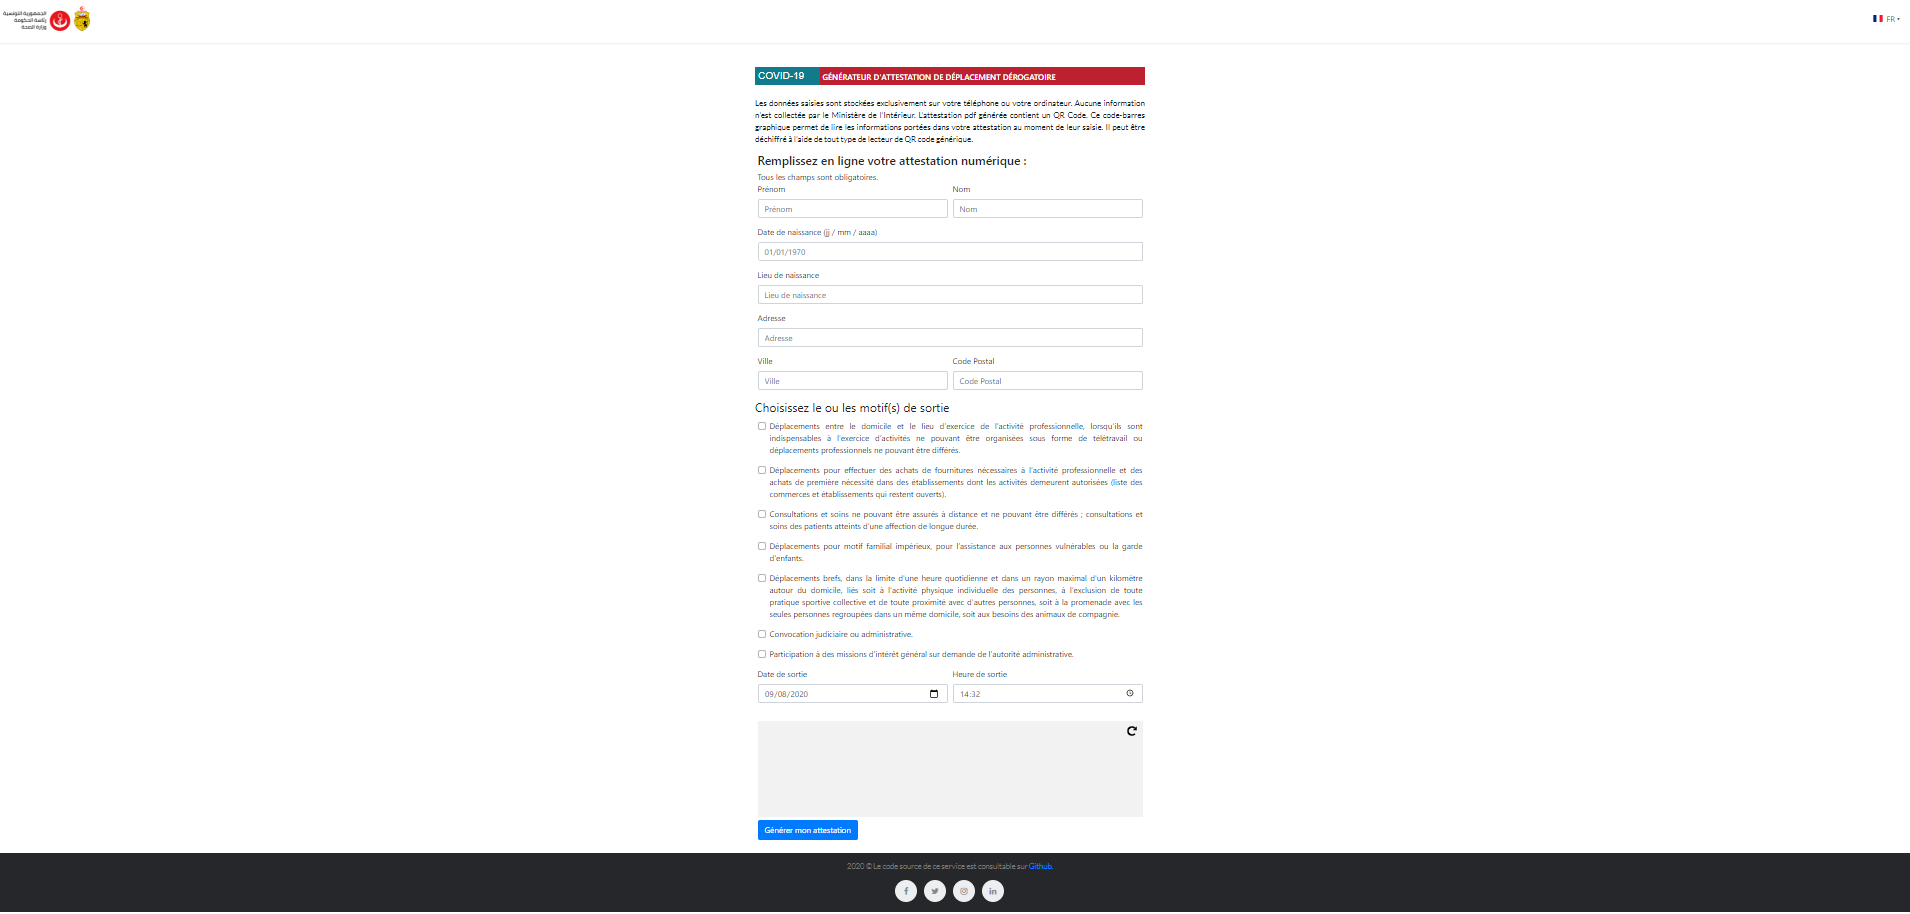 الجمهورية التونسية
رئاسة الحكومة
وزارة الصحة
FR
COVID-19 GÉNÉRATEUR D'ATTESTATION DE DÉPLACEMENT DÉROGATOIRE
Les données saisies sont stockées exclusivement sur votre téléphone ou votre ordinateur. Aucune information
n'est collectée par le Ministère de l'Intérieur. L'attestation pdf générée contient un QR Code. Ce code-barres
graphique permet de lire les informations portées dans votre attestation au moment de leur saisie. Il peut être
déchiffré à l'aide de tout type de lecteur de QR code générique.
Remplissez en ligne votre attestation numérique :
Tous les champs sont obligatoires.
Prénom Nom
Prénom Nom
Date de naissance (jj / mm / aaaa)
01/01/1970
Lieu de naissance
Lieu de naissance
Adresse
Adresse
Ville Code Postal
Ville Code Postal
Choisissez le ou les motif(s) de sortie
Déplacements entre le domicile et le lieu d'exercice de l'activité professionnelle, lorsqu'ils sont
indispensables à l'exercice d'activités ne pouvant être organisées sous forme de télétravail ou
déplacements professionnels ne pouvant être différés.
Déplacements pour effectuer des achats de fournitures nécessaires à l'activité professionnelle et des
achats de première nécessité dans des établissements dont les activités demeurent autorisées (liste des
commerces et établissements qui restent ouverts).
Consultations et soins ne pouvant être assurés à distance et ne pouvant être différés ; consultations et
soins des patients atteints d'une affection de longue durée.
Déplacements pour motif familial impérieux, pour l'assistance aux personnes vulnérables ou la garde
d'enfants.
Déplacements brefs, dans la limite d'une heure quotidienne et dans un rayon maximal d'un kilomètre
autour du domicile, liés soit à l'activité physique individuelle des personnes, à l'exclusion de toute
pratique sportive collective et de toute proximité avec d'autres personnes, soit à la promenade avec les
seules personnes regroupées dans un même domicile, soit aux besoins des animaux de compagnie.
Convocation judiciaire ou administrative.
Participation à des missions d'intérêt général sur demande de l'autorité administrative.
Date de sortie Heure de sortie
09/08/2020 14:32
Générer mon attestation
2020 © Le code source de ce service est consultable sur Github.